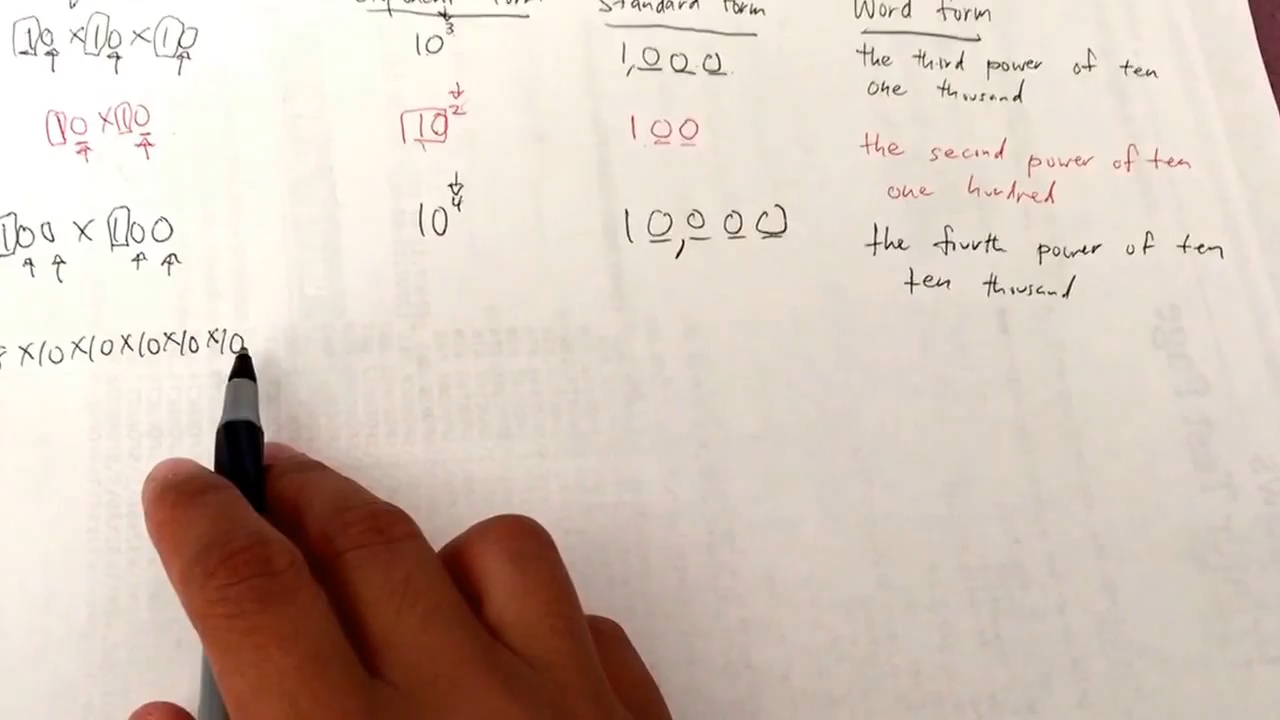 Standard form
Word form
10 ×10 ×10
10³
1,000
the third power of ten
one thousand
10 ×10
10²
100
the second power of ten
one hundred
100 × 100
10⁴
10,000
the fourth power of ten
ten thousand
×10 ×10 ×10×10 ×10